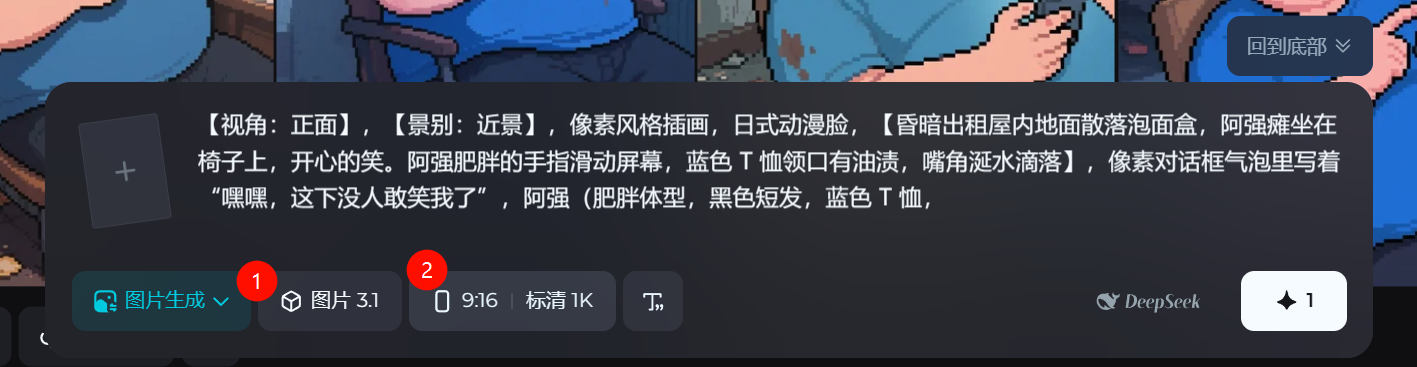 回到底部
【视角：正面】，【景别：近景】，像素风格插画，日式动漫脸，【昏暗出租屋内地面散落泡面盒，阿强瘫坐在
椅子上，开心的笑。阿强肥胖的手指滑动屏幕，蓝色 T 恤领口有油渍，嘴角涎水滴落】，像素对话框气泡里写着
“嘿嘿，这下没人敢笑我了”，阿强（肥胖体型，黑色短发，蓝色 T 恤，
1
2
图片生成
图片 3.1
9:16 | 标清 1K
DeepSeek
1